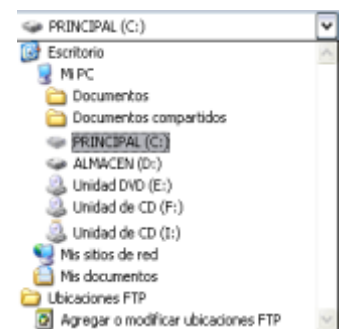 PRINCIPAL (C:)
Escritorio
Mi PC
Documentos
Documentos compartidos
PRINCIPAL (C:)
ALMACEN (D:)
Unidad DVD (E:)
Unidad de CD (F:)
Unidad de CD (I:)
Mis sitios de red
Mis documentos
Ubicaciones FTP
Agregar o modificar ubicaciones FTP